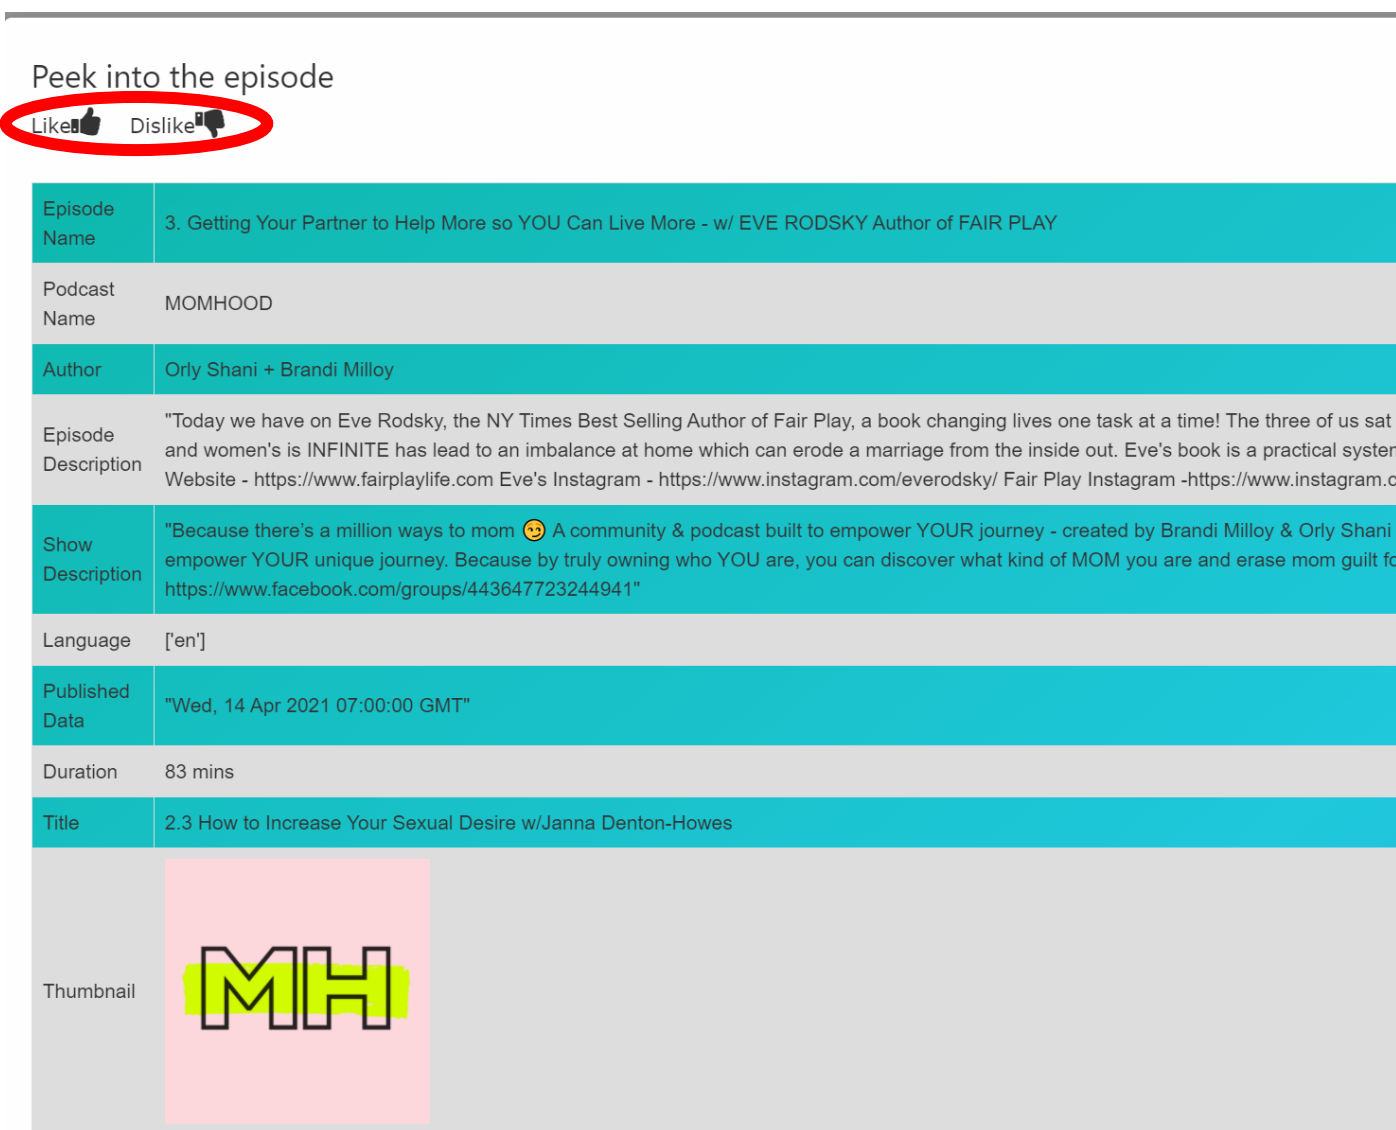 Peek into the episode
Like Dislike
Episode Name
3. Getting Your Partner to Help More so YOU Can Live More - w/ EVE RODSKY Author of FAIR PLAY
Podcast Name
MOMHOOD
Author
Orly Shani + Brandi Milloy
Episode Description
"Today we have on Eve Rodsky, the NY Times Best Selling Author of Fair Play, a book changing lives one task at a time! The three of us sat
and women's is INFINITE has lead to an imbalance at home which can erode a marriage from the inside out. Eve's book is a practical
Website - https://www.fairplaylife.com Eve's Instagram - https://www.instagram.com/everodsky/ Fair Play Instagram -https://www.instagram.c
Show Description
"Because there's a million ways to mom 😏 A community & podcast built to empower YOUR journey - created by Brandi Milloy & Orly Shani
empower YOUR unique journey. Because by truly owning who YOU are, you can discover what kind of MOM you are and erase mom guilt
https://www.facebook.com/groups/443647723244941"
Language
['en']
Published Data
"Wed, 14 Apr 2021 07:00:00 GMT"
Duration
83 mins
Title
2.3 How to Increase Your Sexual Desire w/Janna Denton-Howes
Thumbnail
MH